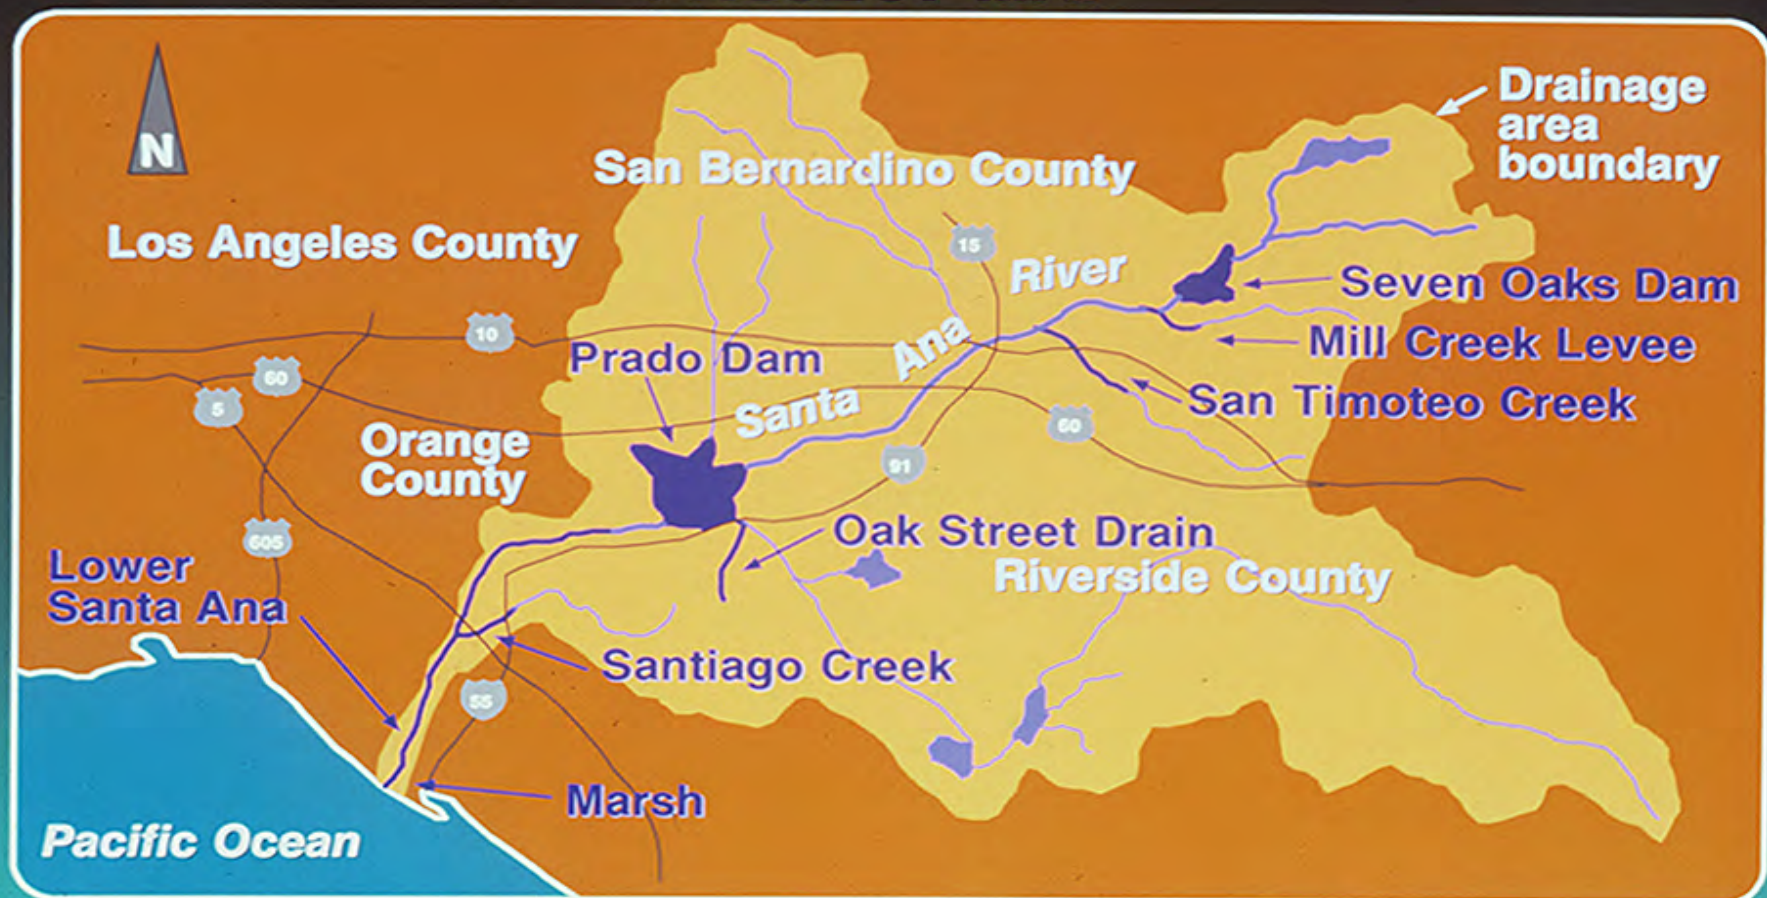 N
Drainage
area
boundary
San Bernardino County
Los Angeles County
15
River
Seven Oaks Dam
10
Mill Creek Levee
Ana
Prado Dam
60
5
San Timoteo Creek
Santa
60
Orange
County
91
Oak Street Drain
605
Lower
Santa Ana
Riverside County
Santiago Creek
55
Marsh
Pacific Ocean